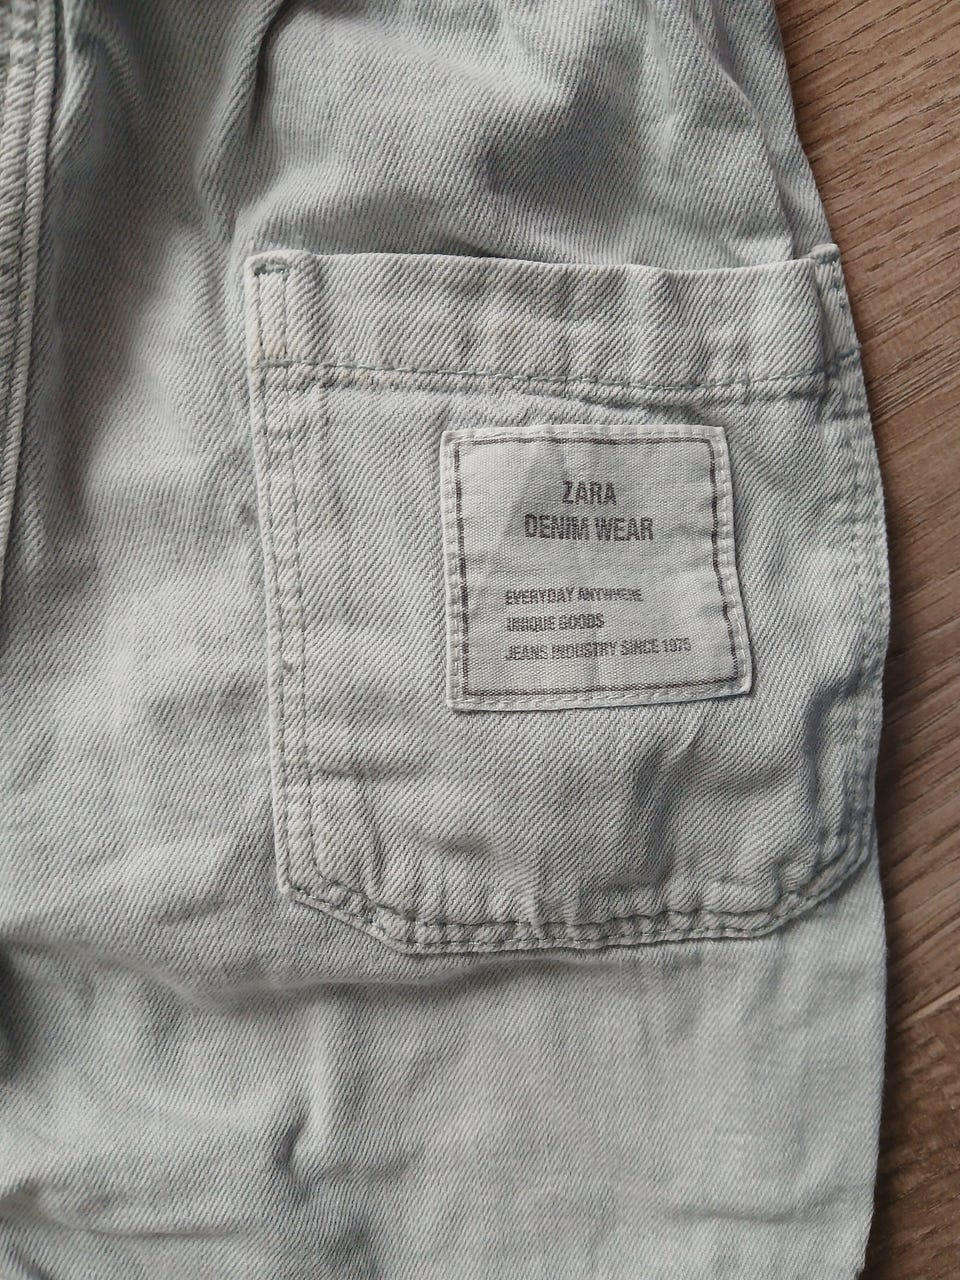 ZARA
DENIM WEAR
EVERYDAY ANYWHERE
UNIQUE GOODS
JEANS INDUSTRY SINCE 1975